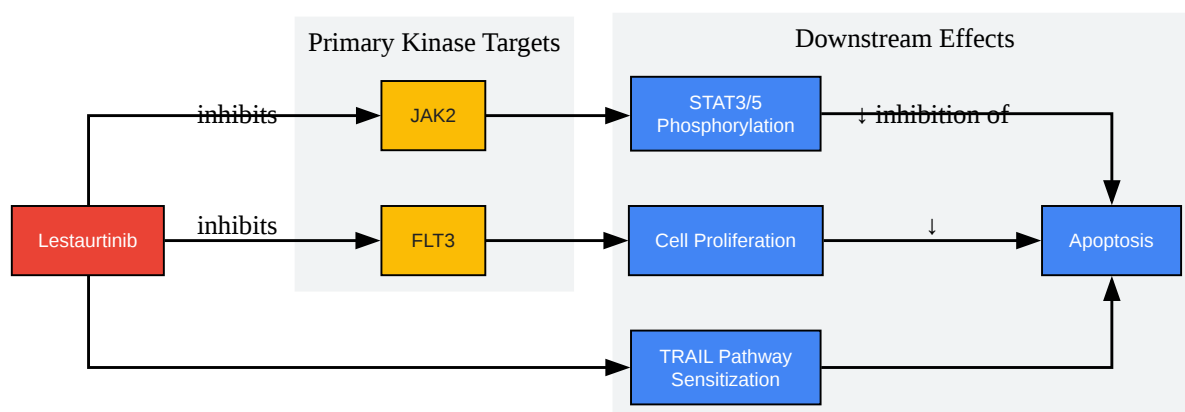 Primary Kinase Targets
Downstream Effects
inhibits
JAK2
STAT3/5
Phosphorylation
↓ inhibition of
Lestaurtinib
inhibits
FLT3
Cell Proliferation
↓
Apoptosis
TRAIL Pathway
Sensitization